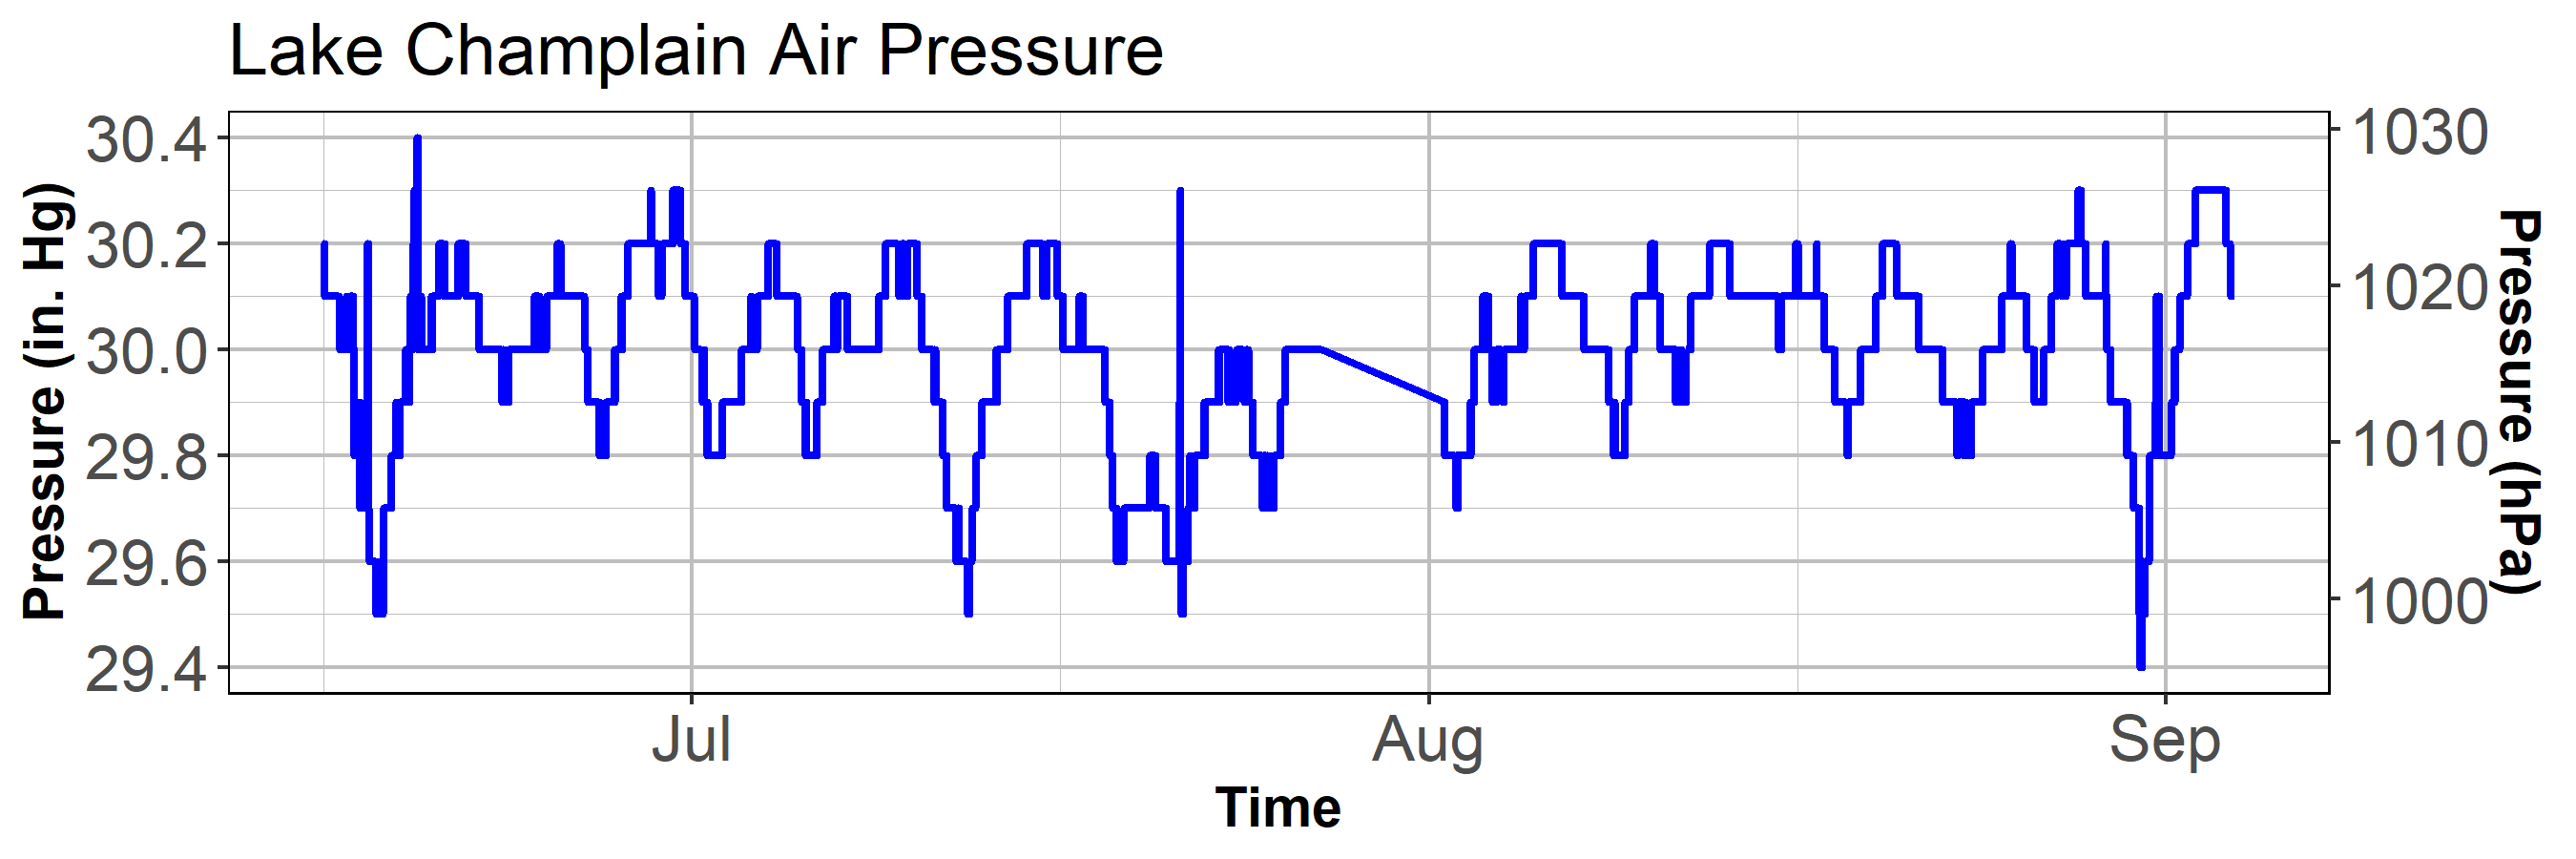 Lake Champlain Air Pressure
Pressure (in. Hg)
30.4
30.2
30.0
29.8
29.6
29.4
1030
1020
1010
1000
Pressure (hPa)
Jul
Aug
Sep
Time